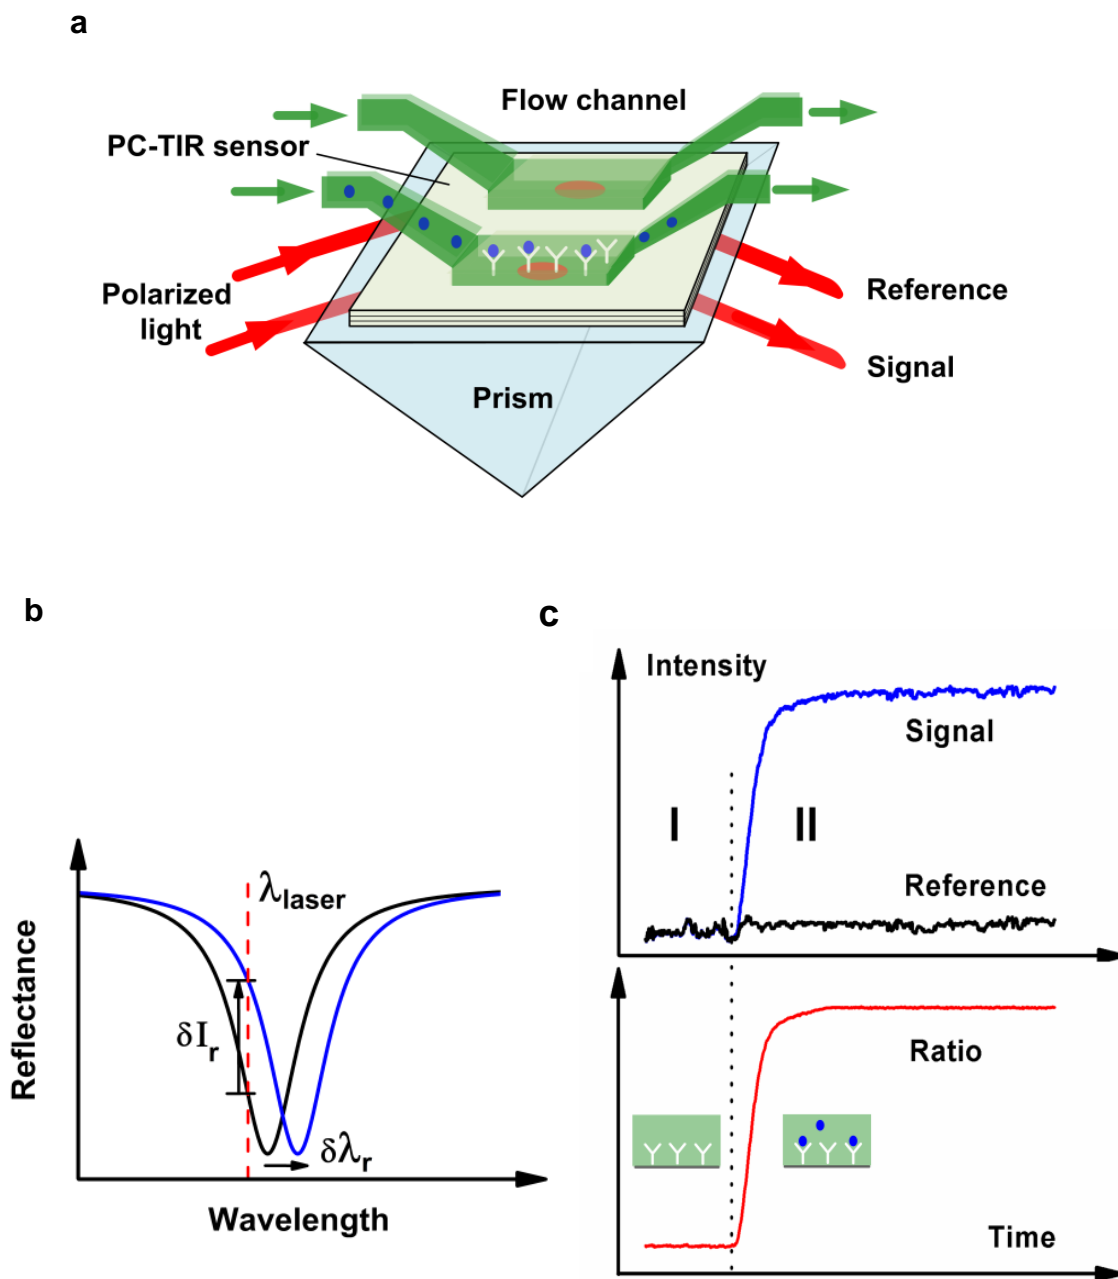 a
Flow channel
PC-TIR sensor
Polarized
light
Reference
Signal
Prism
b
λlaser
δIr
δλr
Reflectance
Wavelength
c
Intensity
Signal
I
II
Reference
Ratio
Time